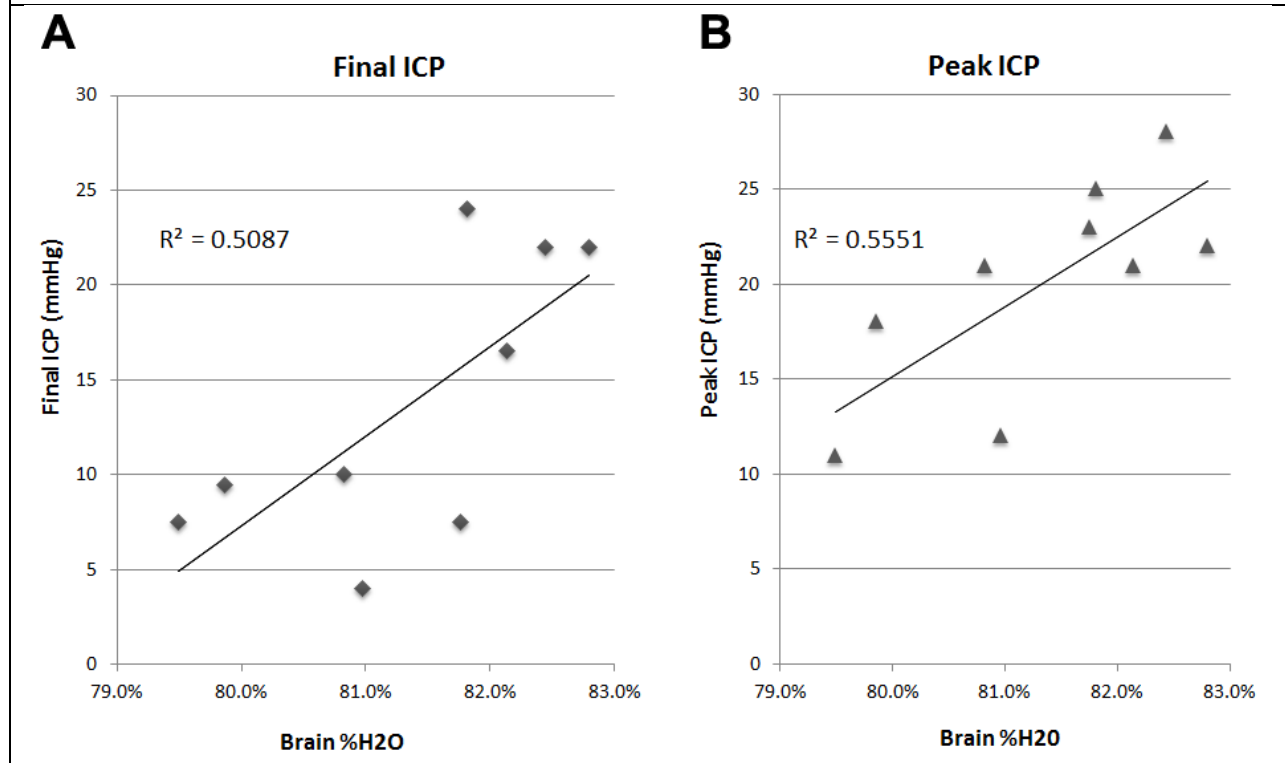 A
Final ICP
30
25
20
15
10
5
0
R² = 0.5087
Final ICP (mmHg)
79.0% 80.0% 81.0% 82.0% 83.0%
Brain %H2O
B
Peak ICP
30
25
20
15
10
5
0
R² = 0.5551
Peak ICP (mmHg)
79.0% 80.0% 81.0% 82.0% 83.0%
Brain %H20